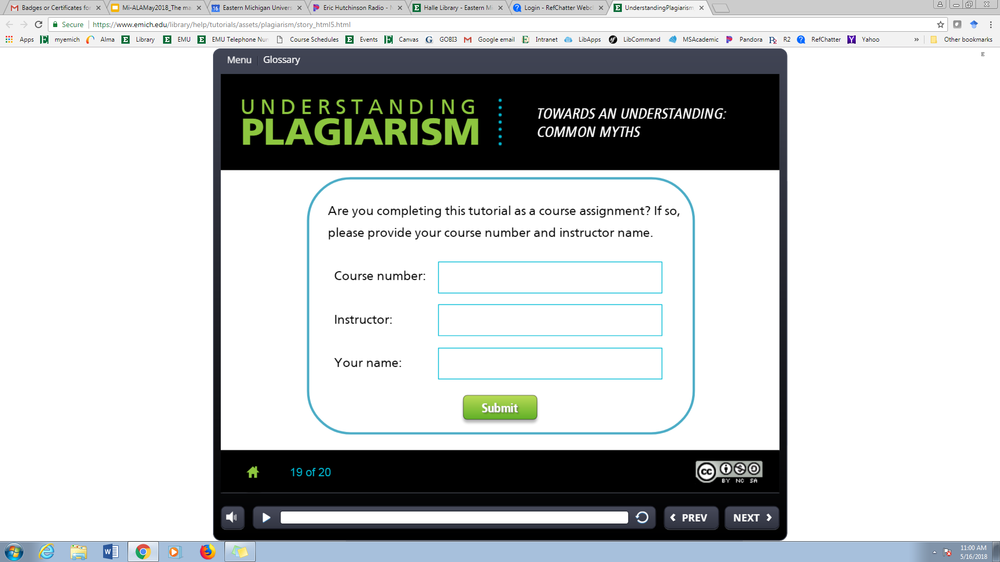 Badges or Certificates for
Mi-ALAMay2018_The ma
16 Eastern Michigan Univers
Eric Hutchinson Radio - N
Halle Library - Eastern Mi
Login - RefChatter Webcl
UnderstandingPlagiarism
Secure https://www.emich.edu/library/help/tutorials/assets/plagiarism/story_html5.html
Apps myemich Alma Library EMU EMU Telephone Num Course Schedules Events Canvas GOBI3 Google email Intranet LibApps LibCommand MSAcademic Pandora R2 RefChatter Yahoo » Other bookmarks
E
Menu Glossary
UNDERSTANDING
PLAGIARISM
TOWARDS AN UNDERSTANDING:
COMMON MYTHS
Are you completing this tutorial as a course assignment? If so,
please provide your course number and instructor name.
Course number:
Instructor:
Your name:
Submit
19 of 20
cc
BY NC SA
PREV NEXT
11:00 AM
5/16/2018